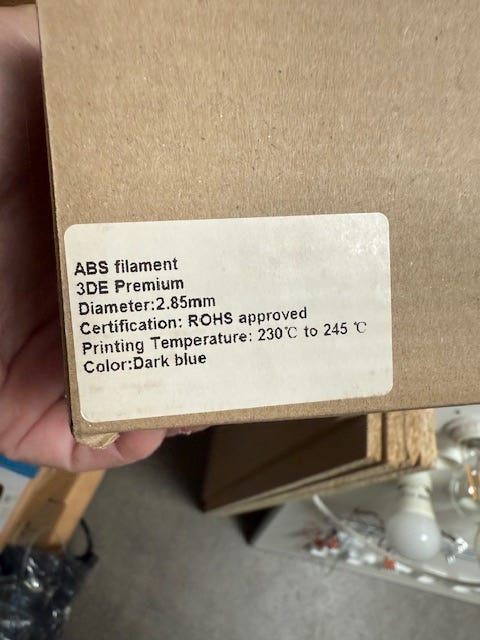 ABS filament
3DE Premium
Diameter:2.85mm
Certification: ROHS approved
Printing Temperature: 230℃ to 245 ℃
Color:Dark blue